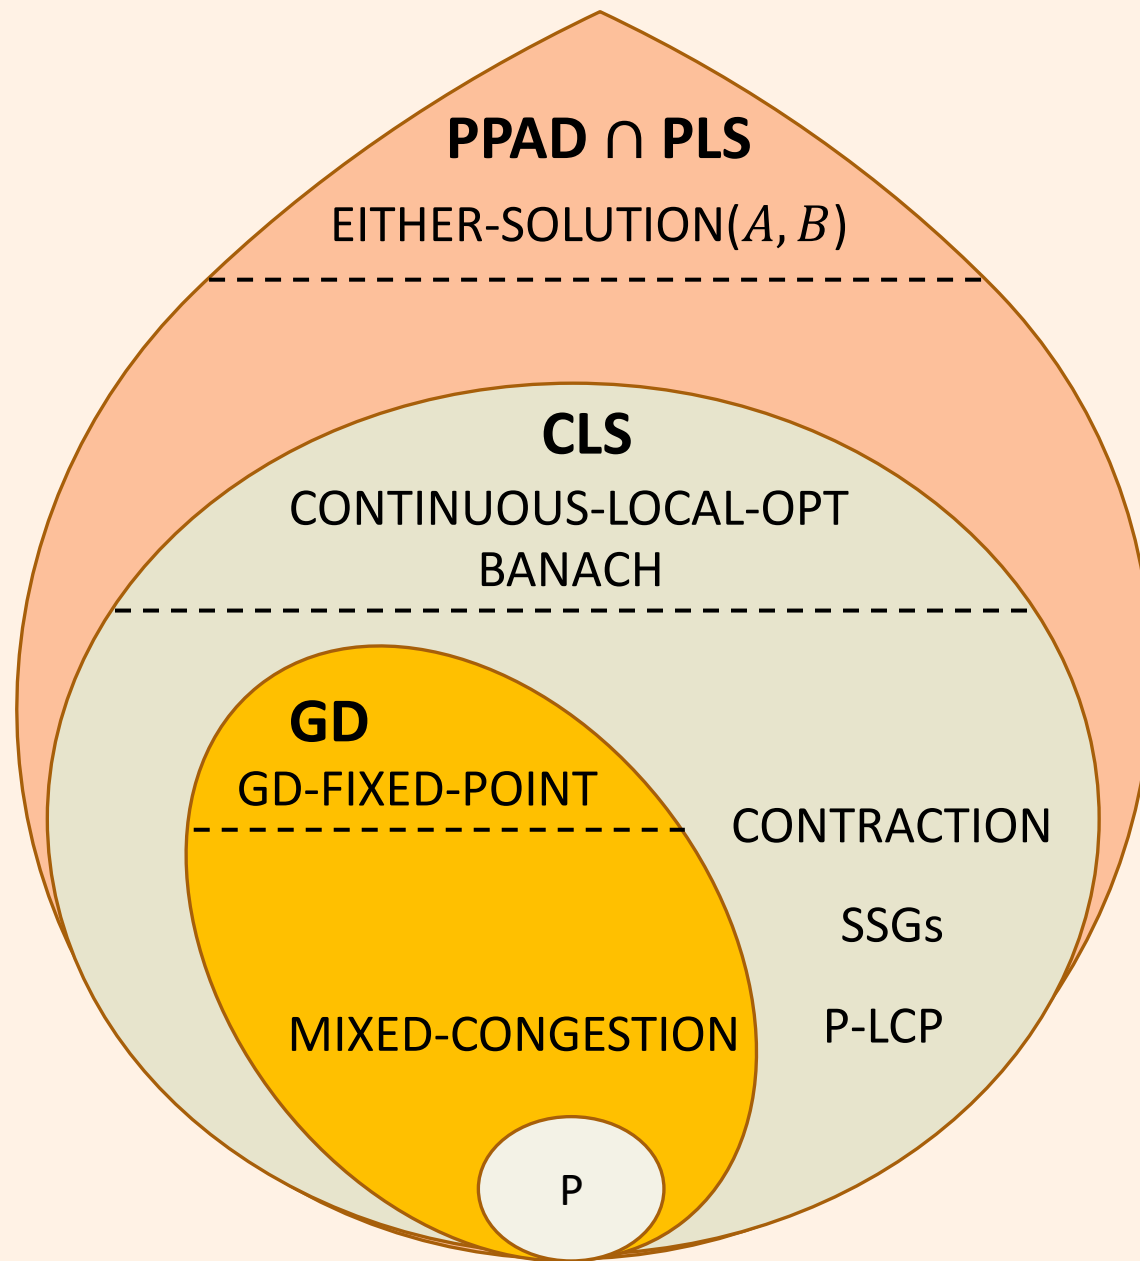 PPAD ∩ PLS
EITHER-SOLUTION(A, B)
CLS
CONTINUOUS-LOCAL-OPT
BANACH
GD
GD-FIXED-POINT
CONTRACTION
SSGs
P-LCP
MIXED-CONGESTION
P